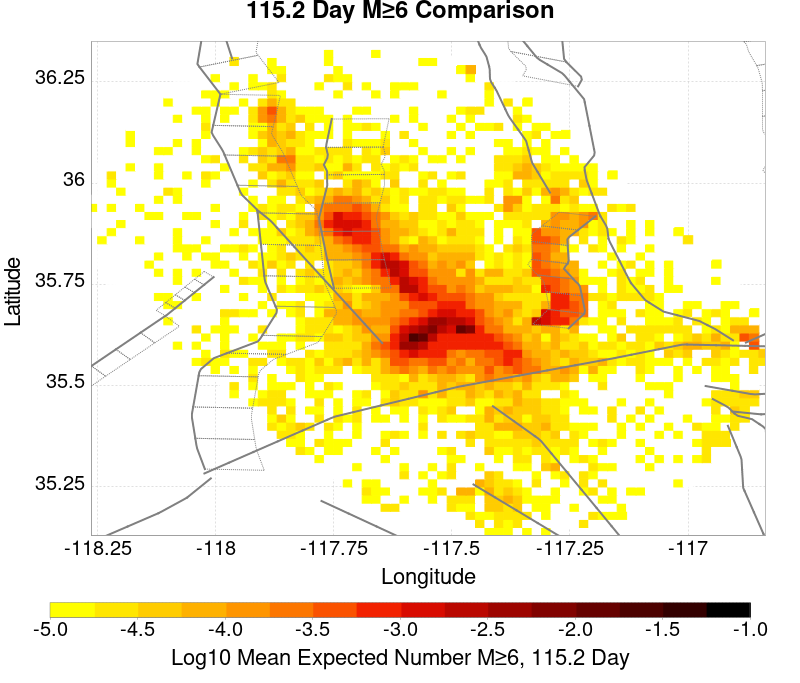 115.2 Day M≥6 Comparison
36.25
36
35.75
35.5
35.25
Latitude
-118.25 -118 -117.75 -117.5 -117.25 -117
Longitude
-5.0 -4.5 -4.0 -3.5 -3.0 -2.5 -2.0 -1.5 -1.0
Log10 Mean Expected Number M≥6, 115.2 Day